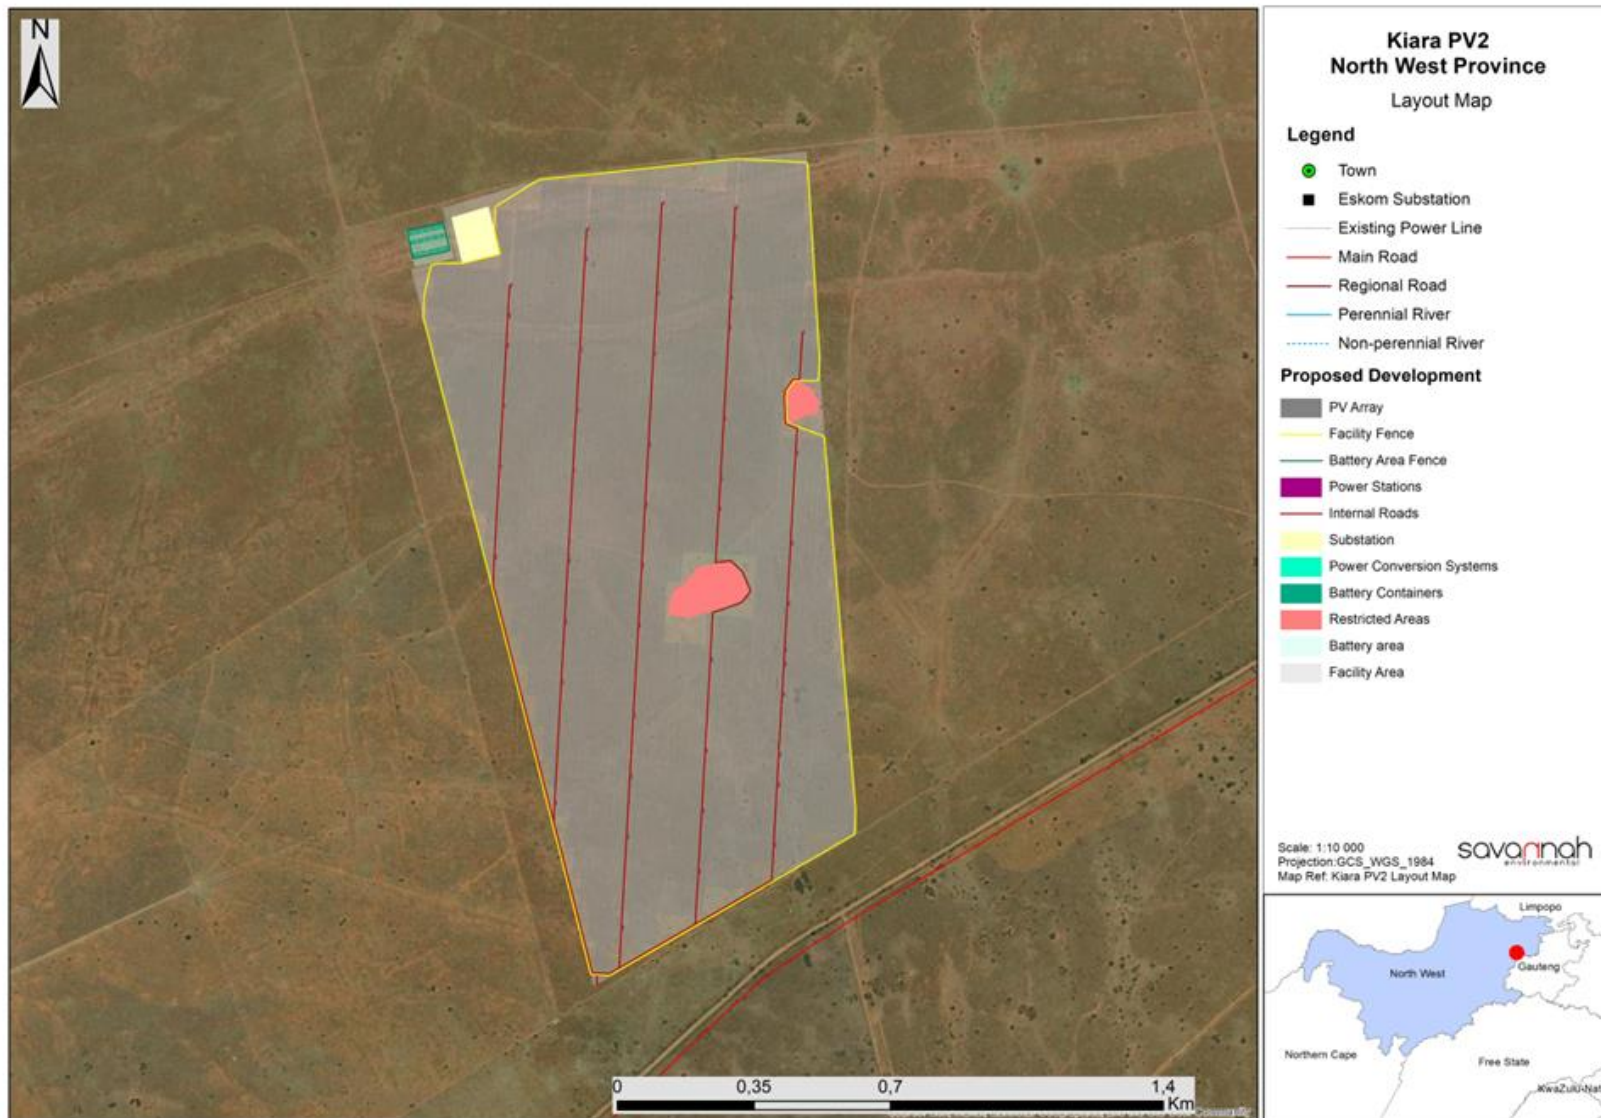 N
Kiara PV2
North West Province
Layout Map
Legend
Town
Eskom Substation
Existing Power Line
Main Road
Regional Road
Perennial River
Non-perennial River
Proposed Development
PV Array
Facility Fence
Battery Area Fence
Power Stations
Internal Roads
Substation
Power Conversion Systems
Battery Containers
Restricted Areas
Battery area
Facility Area
Scale: 1:10 000
Projection:GCS_WGS_1984
Map Ref: Kiara PV2 Layout Map
savannah
environmental
Limpopo
North West
Gauteng
Northern Cape
Free State
KwaZulu-Nat
0 0,35 0,7 1,4
Km